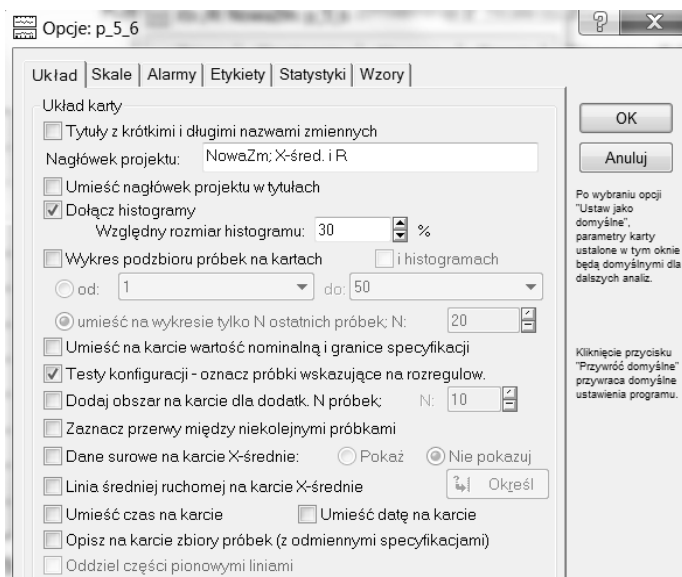 Opcje: p_5_6
Układ Skale Alarmy Etykiety Statystyki Wzory
Układ karty
Tytuły z krótkimi i długimi nazwami zmiennych
Nagłówek projektu: NowaZm; X-śred. i R
Umieść nagłówek projektu w tytułach
Dołącz histogramy
Względny rozmiar histogramu: 30 %
Wykres podzbioru próbek na kartach i histogramach
od: 1 do: 50
umieść na wykresie tylko N ostatnich próbek; N: 20
Umieść na karcie wartość nominalną i granice specyfikacji
Testy konfiguracji - oznacz próbki wskazujące na rozregulow.
Dodaj obszar na karcie dla dodatk. N próbek; N: 10
Zaznacz przerwy między niekolejnymi próbkami
Dane surowe na karcie X-średnie: Pokaż Nie pokazuj
Linia średniej ruchomej na karcie X-średnie Określ
Umieść czas na karcie Umieść datę na karcie
Opisz na karcie zbiory próbek (z odmiennymi specyfikacjami)
Oddziel części pionowymi liniami
OK
Anuluj
Po wybraniu opcji
"Ustaw jako
domyślne",
parametry karty
ustalone w tym oknie
będą domyślnymi dla
dalszych analiz.
Kliknięcie przycisku
"Przywróć domyślne"
przywraca domyślne
ustawienia programu.